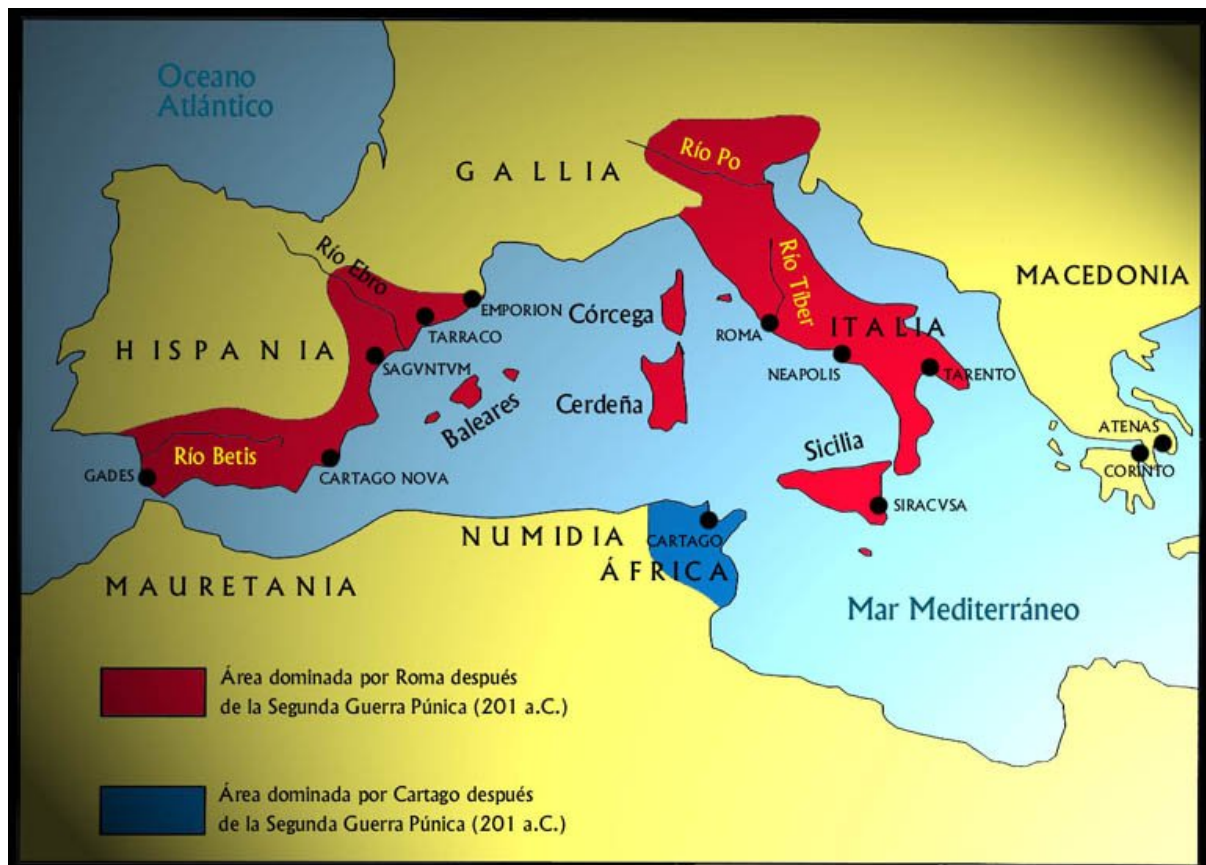 Oceano
Atlántico
GALLIA
Río Po
Río Ebro
Río Tíber
MACEDONIA
EMPORION
Córcega
TARRACO
ROMA
ITALIA
HISPANIA
SAGVNTVM
NEAPOLIS
TARENTO
Baleares
Cerdeña
ATENAS
Sicilia
Río Betis
CORINTO
GADES
CARTAGO NOVA
SIRACVSA
NUMIDIA
CARTAGO
ÁFRICA
MAURETANIA
Mar Mediterráneo
Área dominada por Roma después
de la Segunda Guerra Púnica (201 a.C.)
Área dominada por Cartago después
de la Segunda Guerra Púnica (201 a.C.)